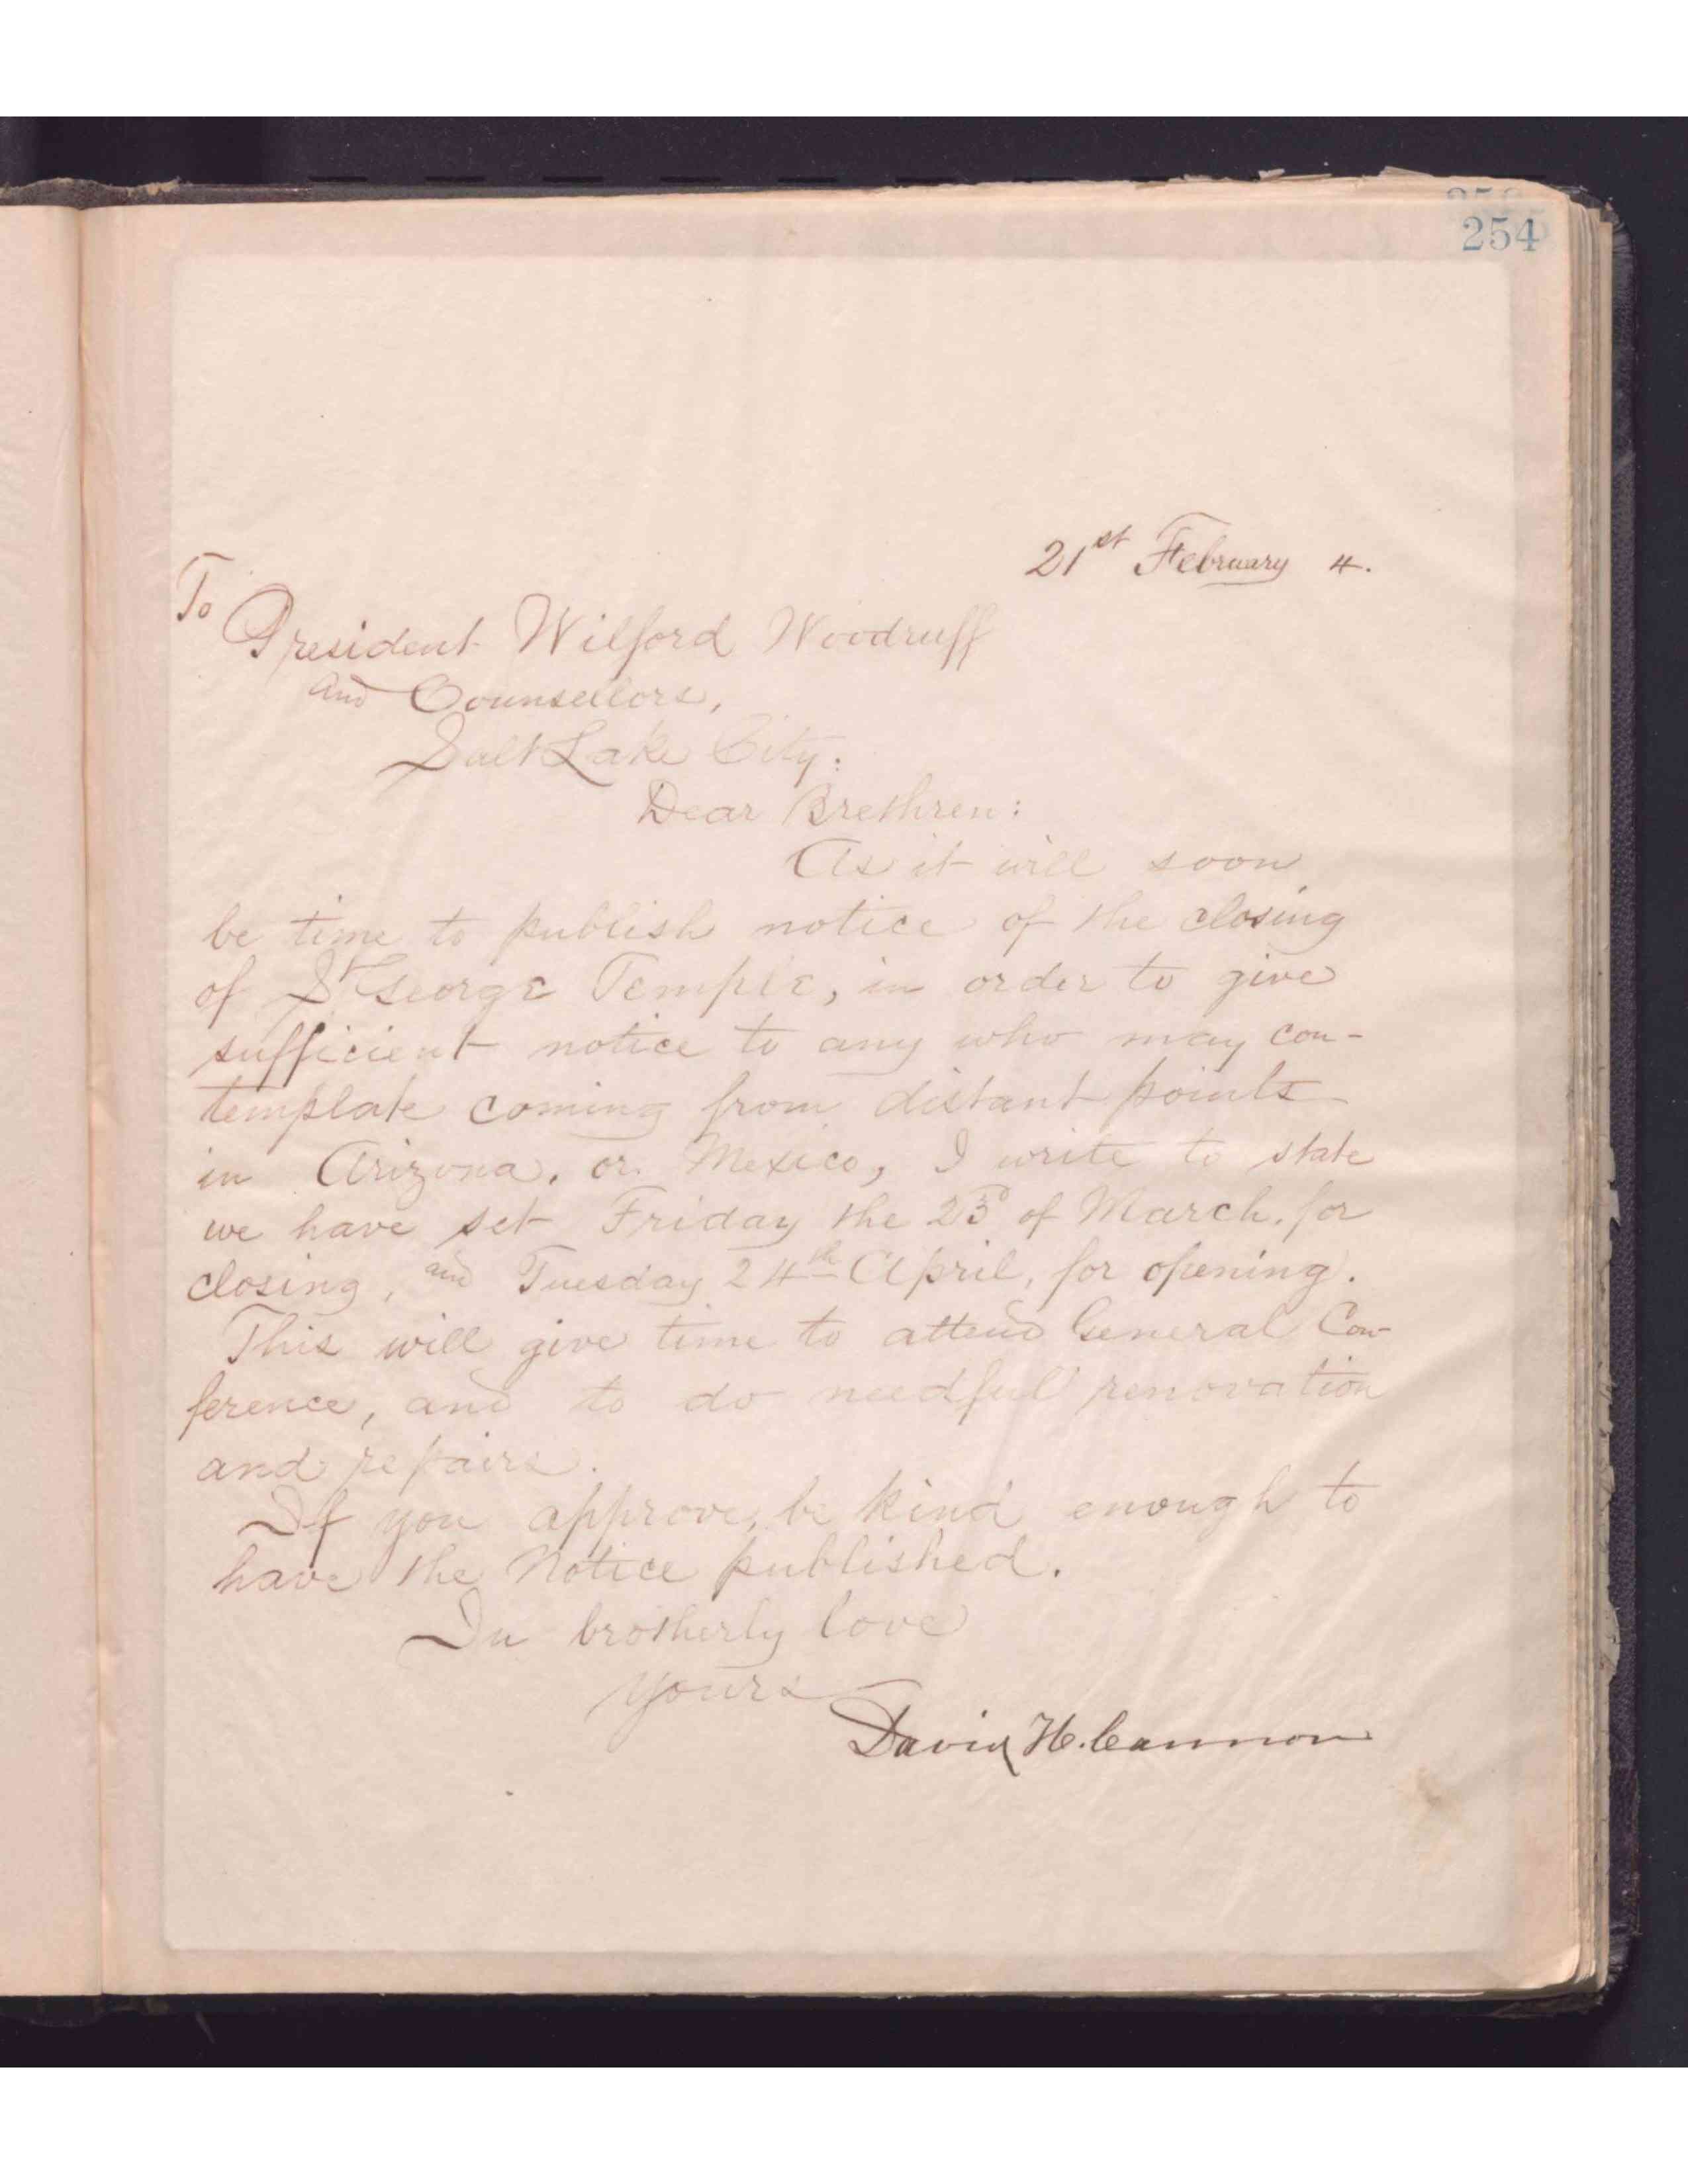 254
21st February 4.
To
President Wilford Woodruff
and Counsellors,
Salt Lake City:
Dear Brethren:
As it will soon
be time to publish notice of the closing
of St George Temple, in order to give
sufficient notice to any who may con-
template coming from distant points
in Arizona, or Mexico, I write to state
we have set Friday the 23d of March, for
closing, and Tuesday 24th April, for opening.
This will give time to attend General Con-
ference, and to do needful renovation
and repairs.
If you approve, be kind enough to
have the Notice published.
In brotherly love
yours
David H. Cannon